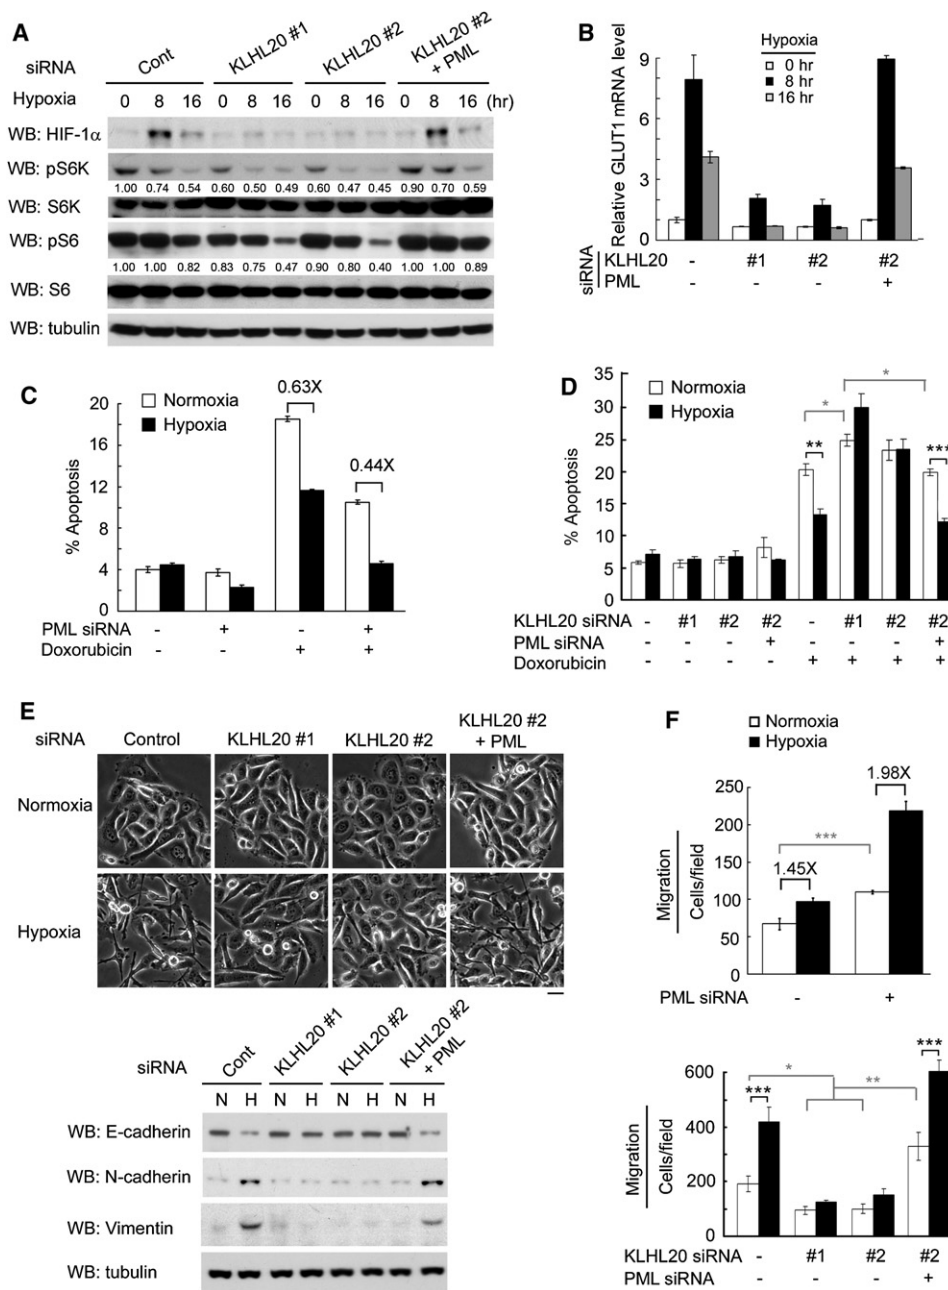 A
siRNA Cont KLHL20 #1 KLHL20 #2 KLHL20 #2 + PML
Hypoxia 0 8 16 0 8 16 0 8 16 0 8 16 (hr)
WB: HIF-1α
WB: pS6K
1.00 0.74 0.54 0.60 0.50 0.49 0.60 0.47 0.45 0.90 0.70 0.59
WB: S6K
WB: pS6
1.00 1.00 0.82 0.83 0.75 0.47 0.90 0.80 0.40 1.00 1.00 0.89
WB: S6
WB: tubulin
B
Relative GLUT1 mRNA level
9
6
3
0
Hypoxia
0 hr
8 hr
16 hr
siRNA
KLHL20 - #1 #2 #2
PML - - - +
C
Normoxia
Hypoxia
% Apoptosis
20
16
12
8
4
0
0.63X
0.44X
PML siRNA - + - +
Doxorubicin - - + +
D
Normoxia
Hypoxia
% Apoptosis
35
30
25
20
15
10
5
0
*
*
**
***
KLHL20 siRNA - #1 #2 #2 - #1 #2 #2
PML siRNA - - - + - - - +
Doxorubicin - - - - + + + +
E
siRNA Control KLHL20 #1 KLHL20 #2 KLHL20 #2 + PML
Normoxia
Hypoxia
siRNA Cont KLHL20 #1 KLHL20 #2 KLHL20 #2 + PML
N H N H N H N H
WB: E-cadherin
WB: N-cadherin
WB: Vimentin
WB: tubulin
F
Normoxia
Hypoxia
Migration
Cells/field
250
200
150
100
50
0
1.45X
***
1.98X
PML siRNA - +
Migration
Cells/field
600
400
200
0
***
*
**
***
KLHL20 siRNA - #1 #2 #2
PML siRNA - - - +